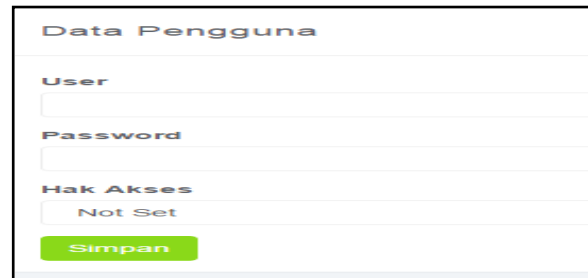 Data Pengguna
User
Password
Hak Akses
Not Set
Simpan